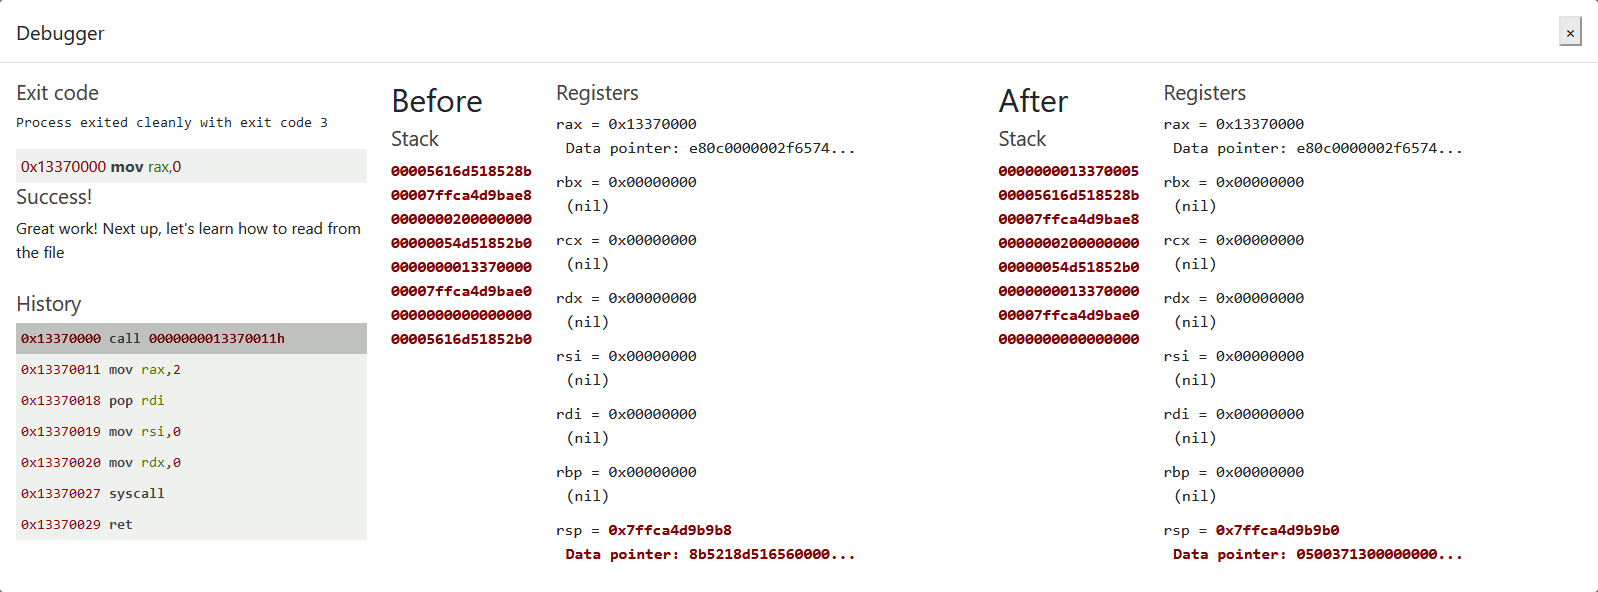 Debugger
×
Exit code
Process exited cleanly with exit code 3
0x13370000 mov rax,0
Success!
Great work! Next up, let's learn how to read from
the file
History
0x13370000 call 0000000013370011h
0x13370011 mov rax,2
0x13370018 pop rdi
0x13370019 mov rsi,0
0x13370020 mov rdx,0
0x13370027 syscall
0x13370029 ret
Before
Stack
00005616d518528b
00007ffca4d9bae8
0000000200000000
00000054d51852b0
0000000013370000
00007ffca4d9bae0
0000000000000000
00005616d51852b0
Registers
rax = 0x13370000
Data pointer: e80c0000002f6574...
rbx = 0x00000000
(nil)
rcx = 0x00000000
(nil)
rdx = 0x00000000
(nil)
rsi = 0x00000000
(nil)
rdi = 0x00000000
(nil)
rbp = 0x00000000
(nil)
rsp = 0x7ffca4d9b9b8
Data pointer: 8b5218d516560000...
After
Stack
0000000013370005
00005616d518528b
00007ffca4d9bae8
0000000200000000
00000054d51852b0
0000000013370000
00007ffca4d9bae0
0000000000000000
Registers
rax = 0x13370000
Data pointer: e80c0000002f6574...
rbx = 0x00000000
(nil)
rcx = 0x00000000
(nil)
rdx = 0x00000000
(nil)
rsi = 0x00000000
(nil)
rdi = 0x00000000
(nil)
rbp = 0x00000000
(nil)
rsp = 0x7ffca4d9b9b0
Data pointer: 0500371300000000...